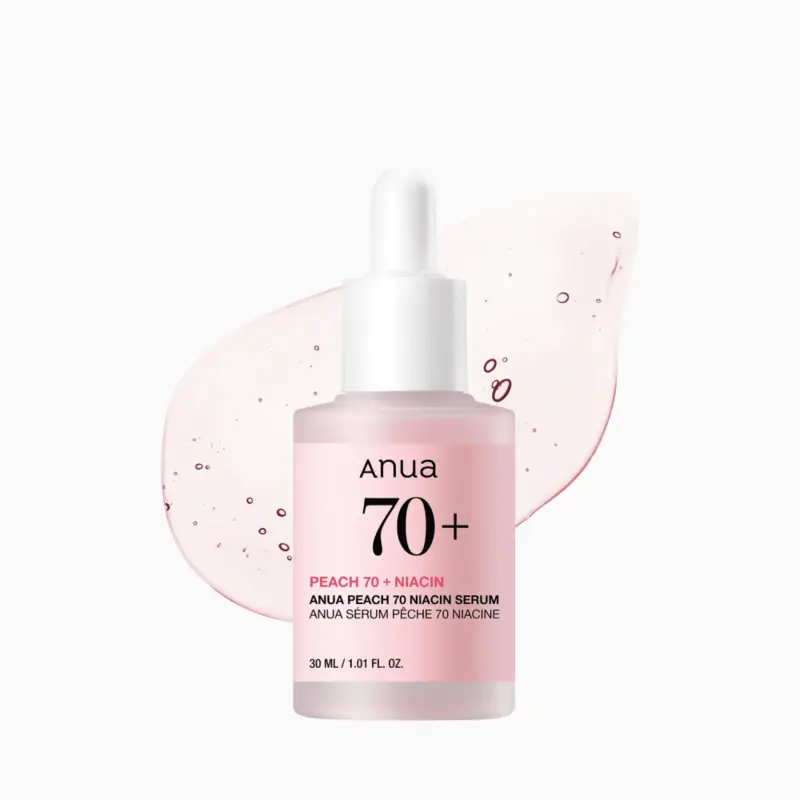 Anua
70+
PEACH 70 + NIACIN
ANUA PEACH 70 NIACIN SERUM
ANUA SÉRUM PÊCHE 70 NIACINE
30 ML / 1.01 FL. OZ.